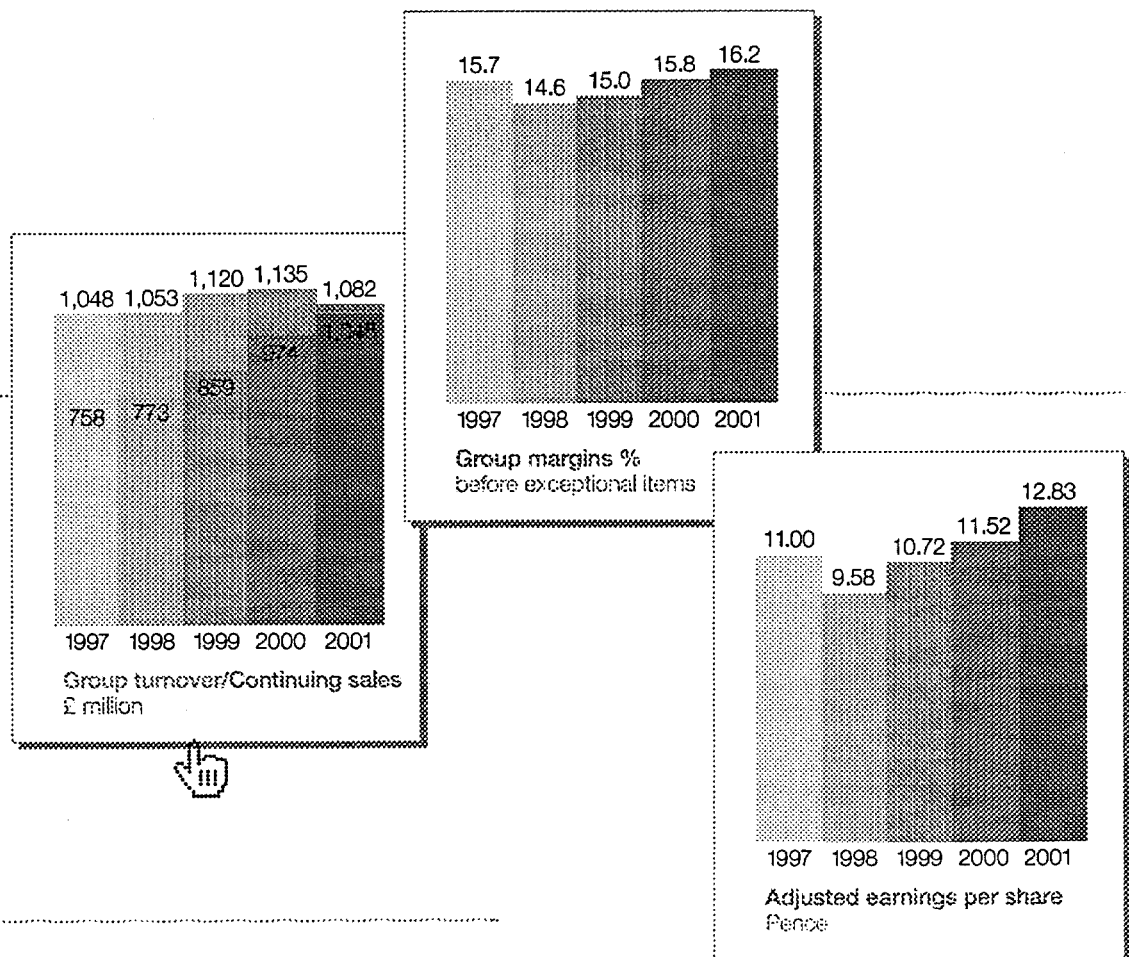 15.7 14.6 15.0 15.8 16.2
1997 1998 1999 2000 2001
Group margins %
before exceptional items
1,048 1,053 1,120 1,135 1,082
758 773 859 974
1997 1998 1999 2000 2001
Group turnover/Continuing sales
£ million
11.00 9.58 10.72 11.52 12.83
1997 1998 1999 2000 2001
Adjusted earnings per share
Pence